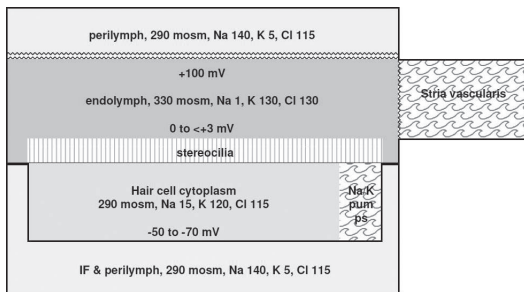 perilymph, 290 mosm, Na 140, K 5, Cl 115
+100 mV
endolymph, 330 mosm, Na 1, K 130, Cl 130
Stria vascularis
0 to <+3 mV
stereocilia
Hair cell cytoplasm
290 mosm, Na 15, K 120, Cl 115
-50 to -70 mV
Na K
pum
ps
IF & perilymph, 290 mosm, Na 140, K 5, Cl 115